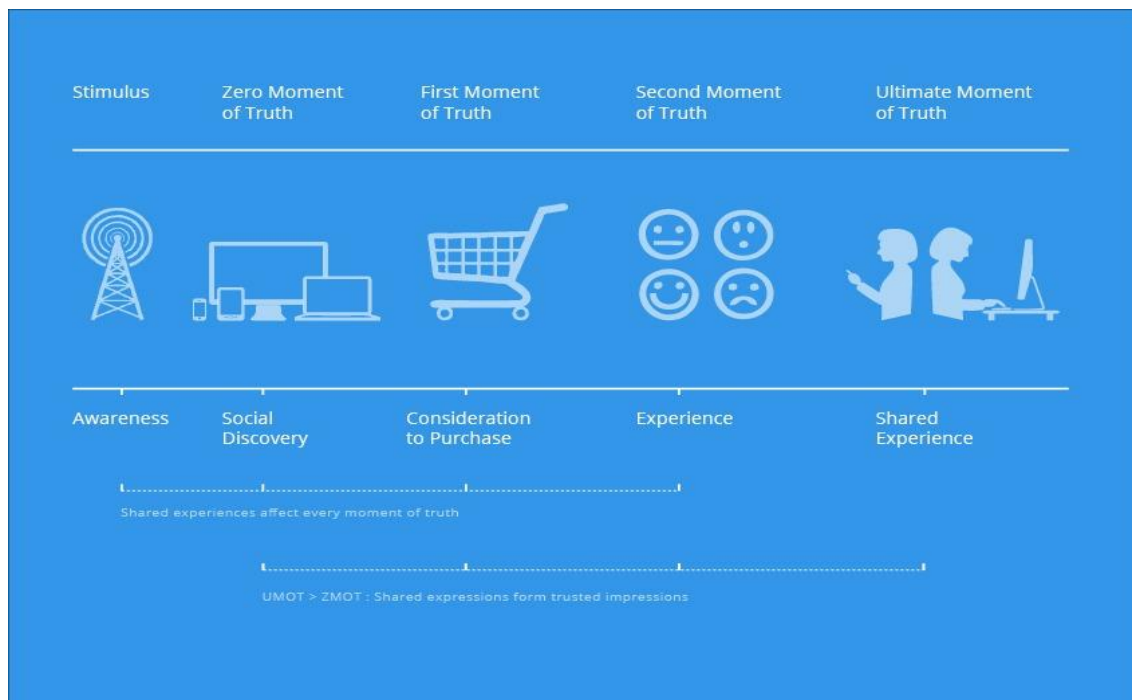 Stimulus
Zero Moment
of Truth
First Moment
of Truth
Second Moment
of Truth
Ultimate Moment
of Truth
Awareness
Social
Discovery
Consideration
to Purchase
Experience
Shared
Experience
Shared experiences affect every moment of truth
UMOT > ZMOT : Shared expressions form trusted impressions